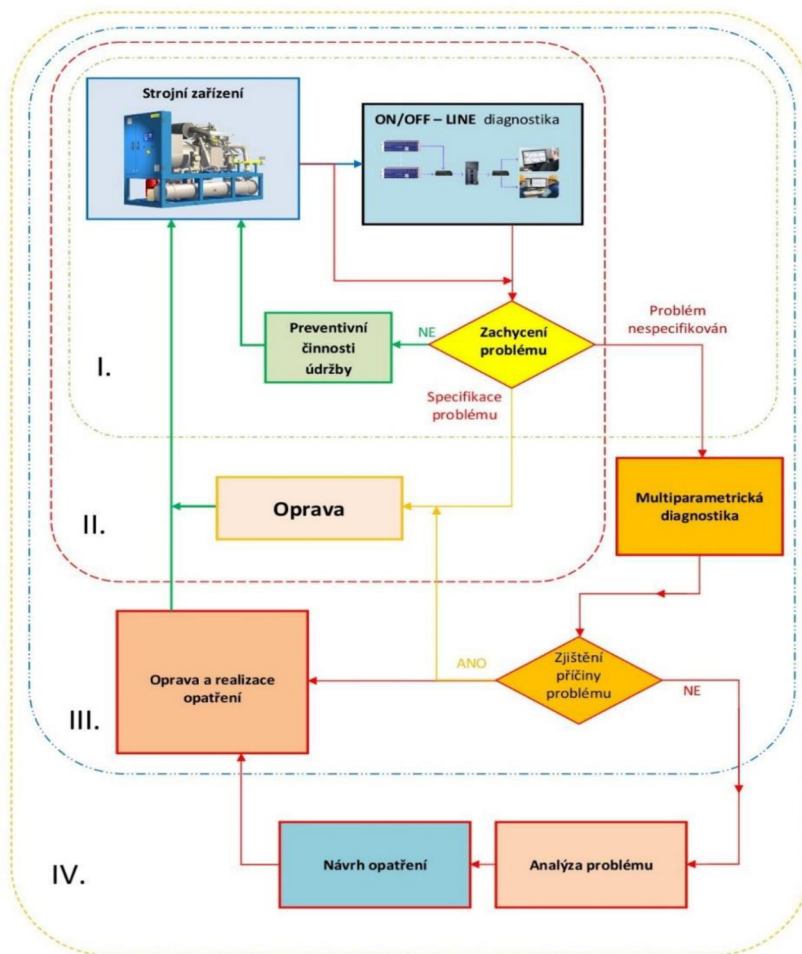 Strojní zařízení
ON/OFF – LINE diagnostika
Problém
nespecifikován
NE
Preventivní
činnosti
údržby
Zachycení
problému
I.
Specifikace
problému
Oprava
Multiparametrická
diagnostika
II.
Oprava a realizace
opatření
ANO
Zjištění
příčiny
problému
NE
III.
Návrh opatření
Analýza problému
IV.